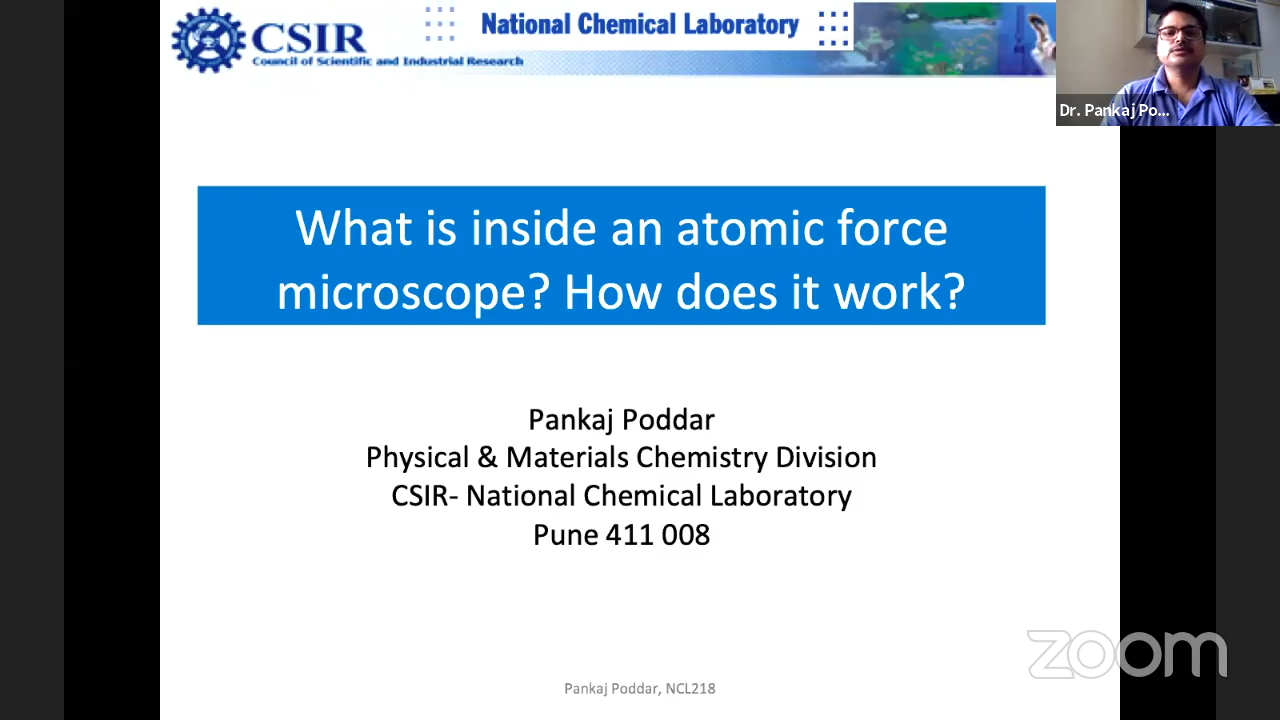 CSIR
Council of Scientific and Industrial Research
National Chemical Laboratory
Dr. Pankaj Po...
What is inside an atomic force
microscope? How does it work?
Pankaj Poddar
Physical & Materials Chemistry Division
CSIR- National Chemical Laboratory
Pune 411 008
zoom
Pankaj Poddar, NCL218